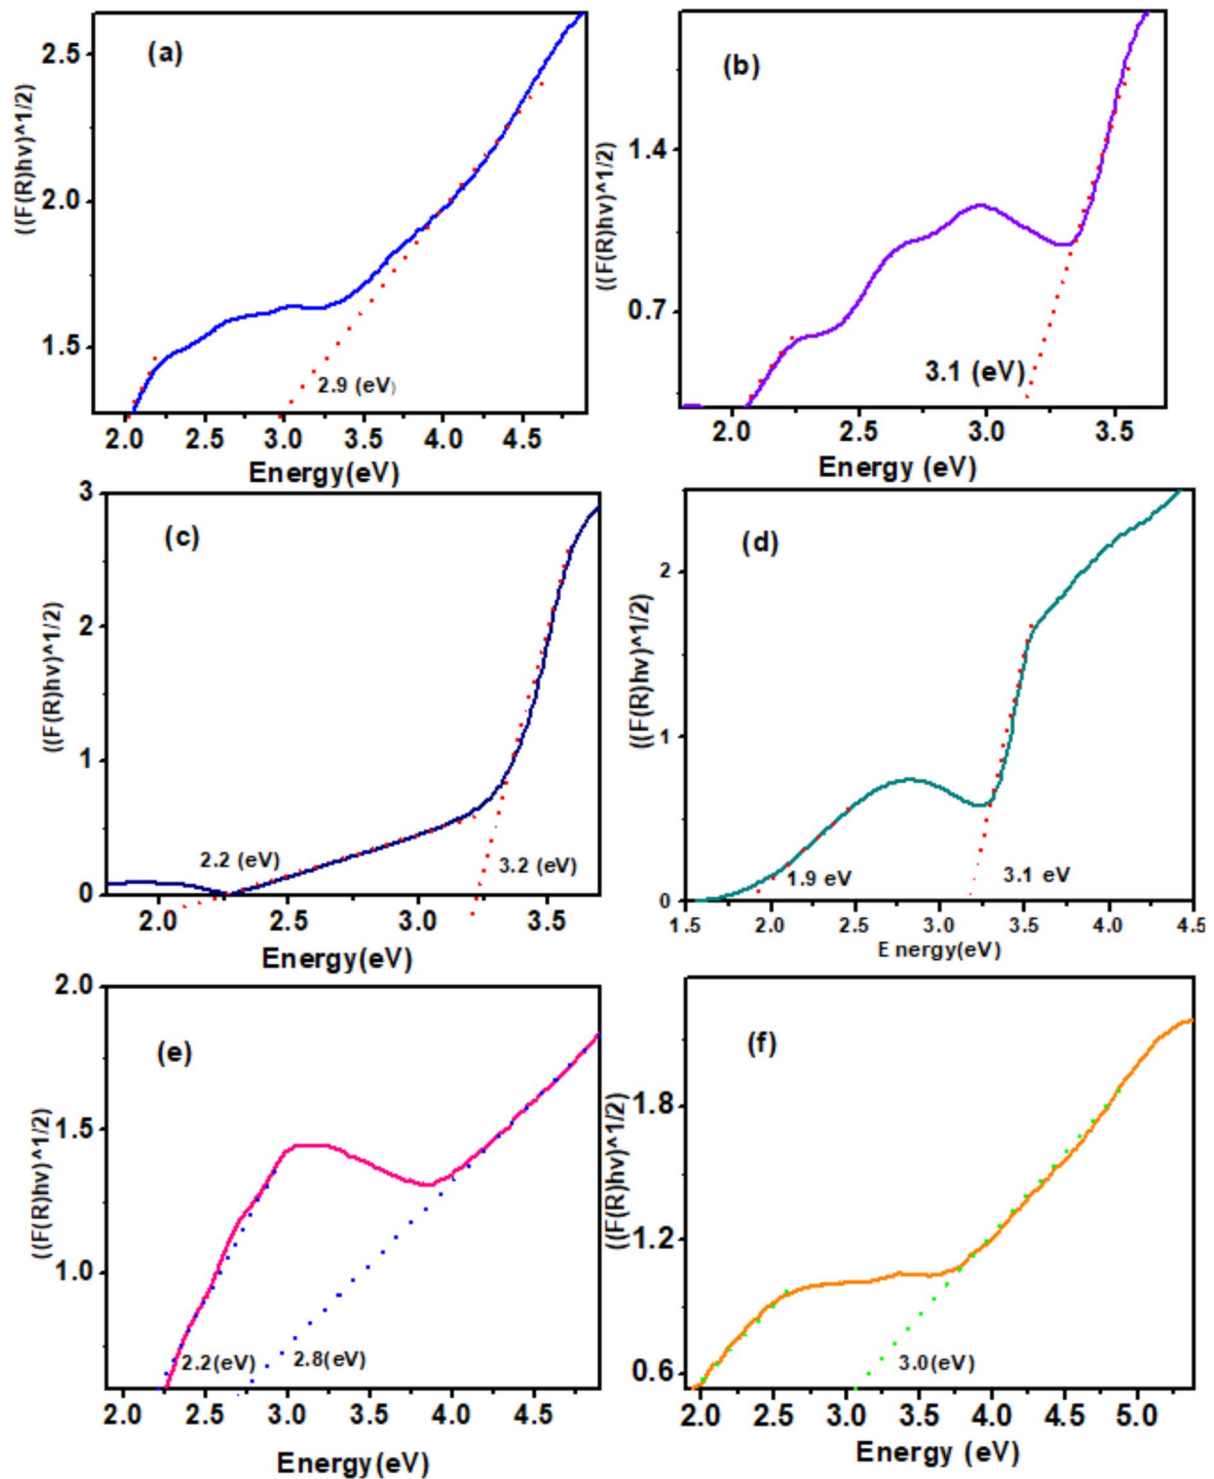 (a)
((F(R)hv)^1/2)
2.5
2.0
1.5
2.9 (eV)
2.0 2.5 3.0 3.5 4.0 4.5
Energy(eV)
(b)
((F(R)hv)^1/2)
1.4
0.7
3.1 (eV)
2.0 2.5 3.0 3.5
Energy (eV)
(c)
((F(R)hv)^1/2)
3
2
1
0
2.2 (eV)
3.2 (eV)
2.0 2.5 3.0 3.5
Energy(eV)
(d)
((F(R)hv)^1/2)
2
1
0
1.9 eV
3.1 eV
1.5 2.0 2.5 3.0 3.5 4.0 4.5
E nergy(eV)
(e)
((F(R)hv)^1/2)
2.0
1.5
1.0
2.2(eV)
2.8(eV)
2.0 2.5 3.0 3.5 4.0 4.5
Energy(eV)
(f)
((F(R)hv)^1/2)
1.8
1.2
0.6
3.0(eV)
2.0 2.5 3.0 3.5 4.0 4.5 5.0
Energy (eV)